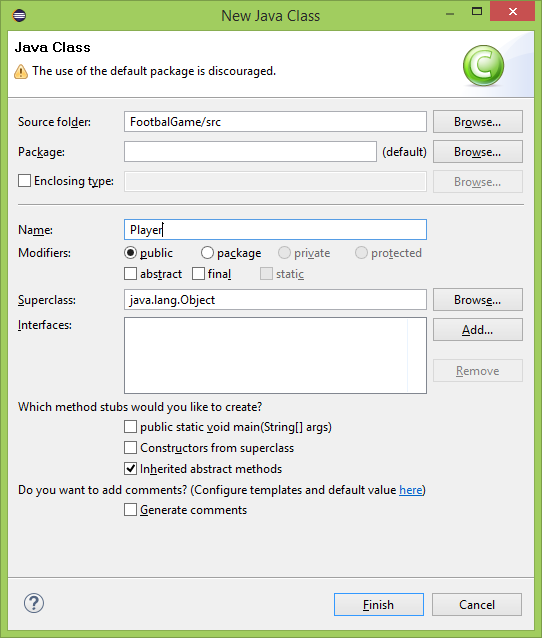 New Java Class
Java Class
The use of the default package is discouraged.
Source folder: FootbalGame/src Browse...
Package: (default) Browse...
Enclosing type: Browse...
Name: Player
Modifiers: public package private protected
abstract final static
Superclass: java.lang.Object Browse...
Interfaces: Add...
Remove
Which method stubs would you like to create?
public static void main(String[] args)
Constructors from superclass
Inherited abstract methods
Do you want to add comments? (Configure templates and default value here)
Generate comments
? Finish Cancel